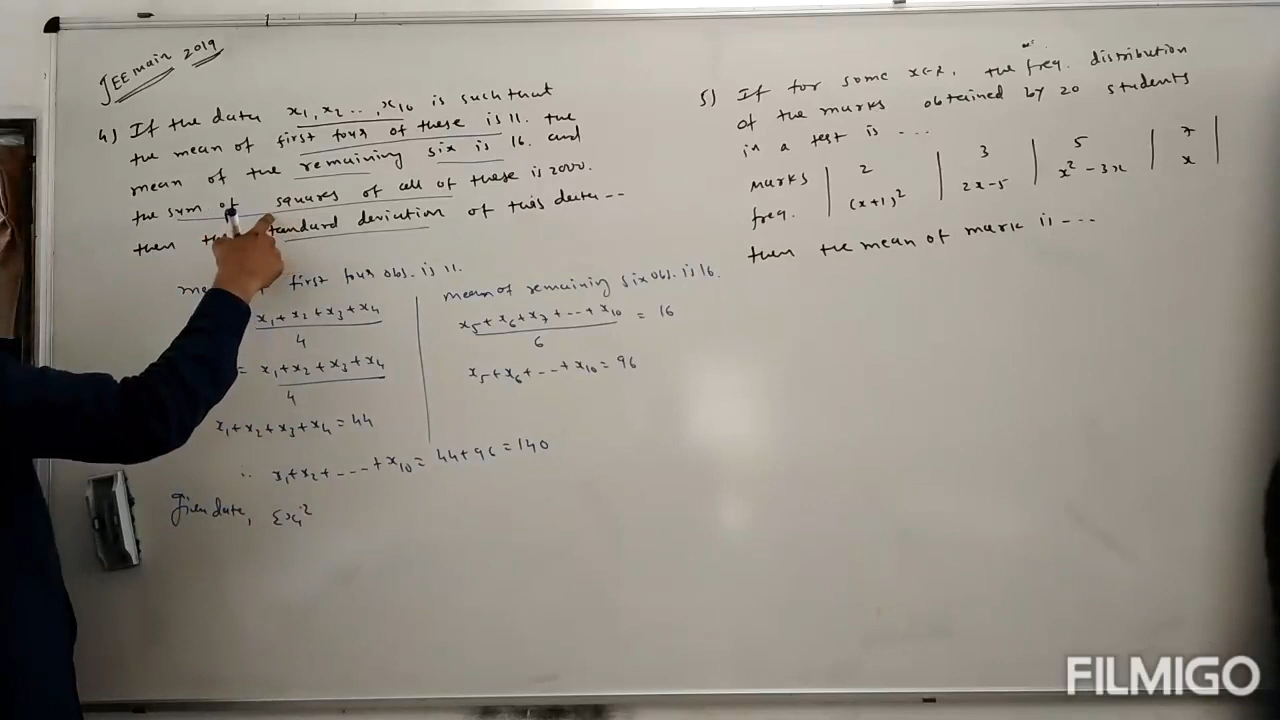 JEE main 2019
4) If the data x₁, x₂ ..., x₁₀ is such that
the mean of first four of these is 11. the
mean of the remaining six is 16. and
the sum of squares of all of these is 2000.
then the standard deviation of this data --
first four obs. is 11.
x₁+x₂+x₃+x₄
4
= x₁+x₂+x₃+x₄
4
x₁+x₂+x₃+x₄ = 44
mean of remaining six obs. is 16.
x₅+x₆+x₇+---+x₁₀ = 16
6
x₅+x₆+---+x₁₀ = 96
∴ x₁+x₂+----+x₁₀ = 44+96 = 140
Given data, Σxᵢ²
5) If for some x∈R, the freq. distribution
of the marks obtained by 20 students
in a test is ...
marks | 2 | 3 | 5 | 7 |
freq. | (x+1)² | 2x-5 | x²-3x | x |
then the mean of mark is ---
FILMIGO